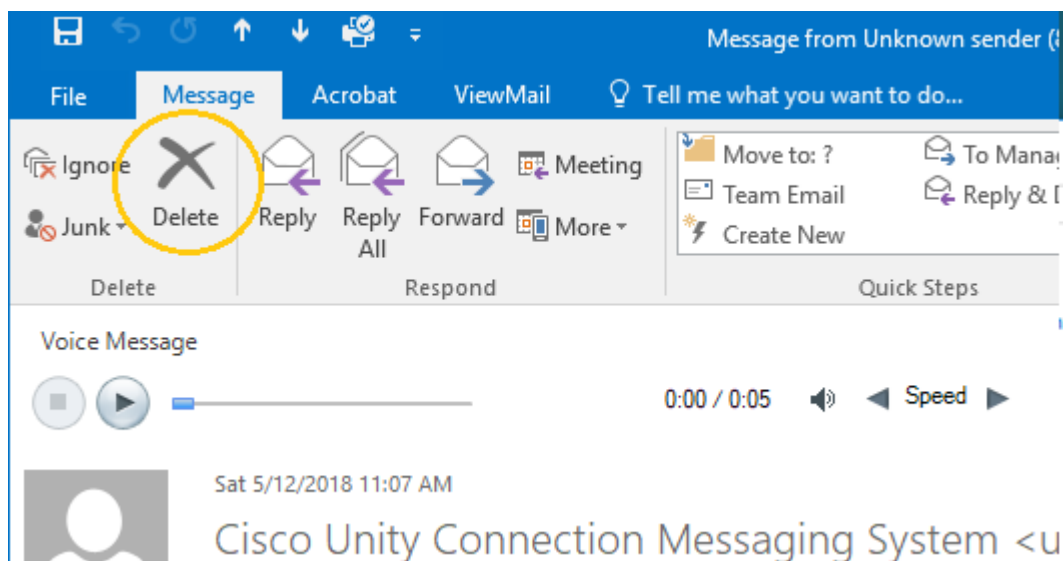 Message from Unknown sender (
File Message Acrobat ViewMail Tell me what you want to do...
Ignore Delete Reply Reply All Forward Meeting Move to: ? To Mana
Junk More Team Email Reply &
Create New
Delete Respond Quick Steps
Voice Message
0:00 / 0:05 Speed
Sat 5/12/2018 11:07 AM
Cisco Unity Connection Messaging System <u